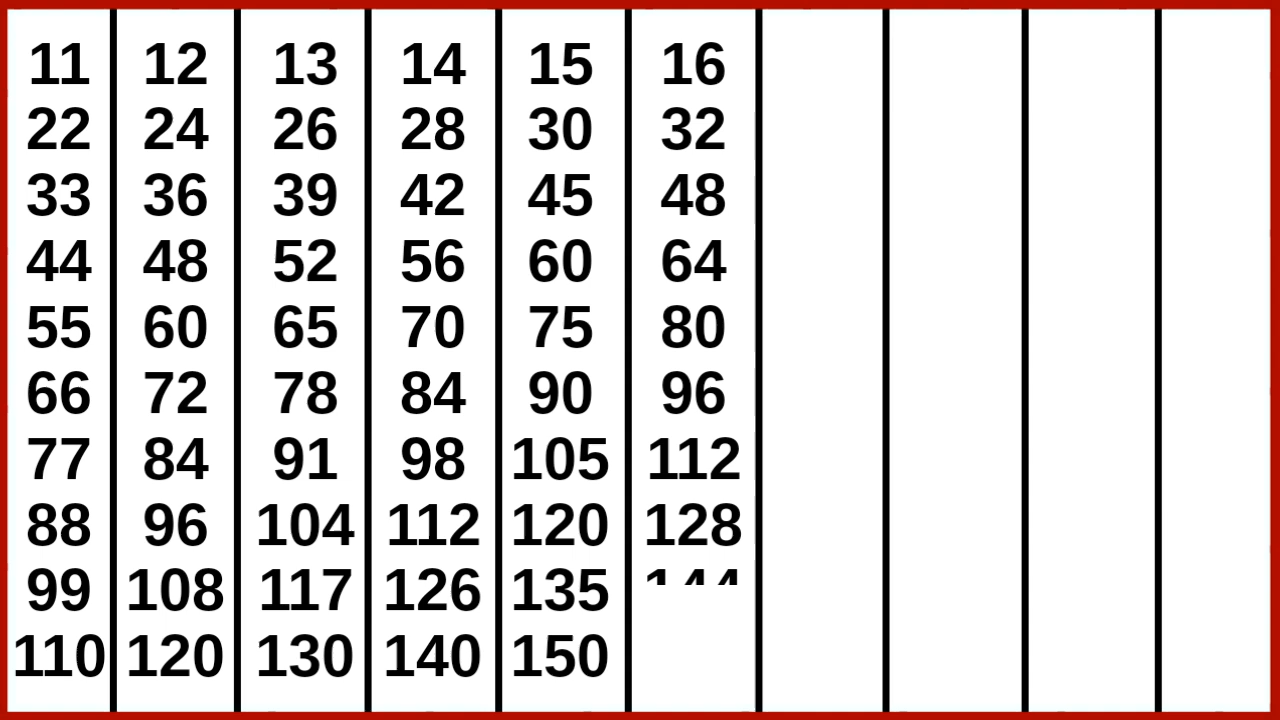 11 12 13 14 15 16
22 24 26 28 30 32
33 36 39 42 45 48
44 48 52 56 60 64
55 60 65 70 75 80
66 72 78 84 90 96
77 84 91 98 105 112
88 96 104 112 120 128
99 108 117 126 135
110 120 130 140 150